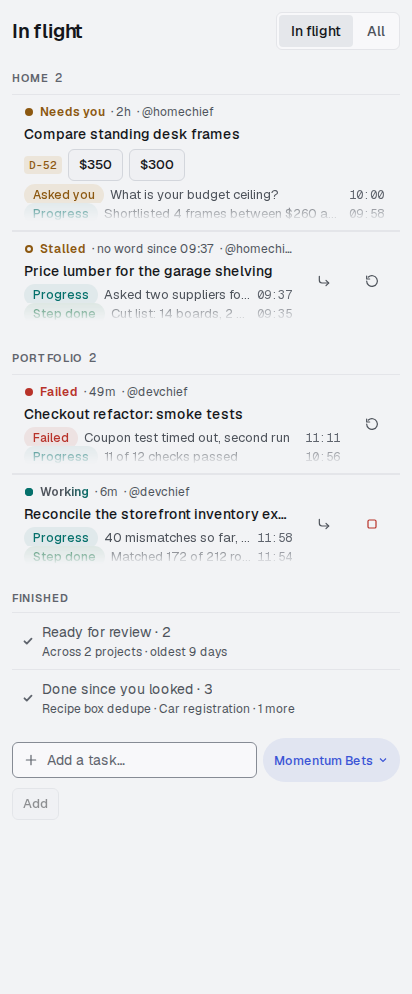 In flight
In flight All
HOME 2
Needs you · 2h · @homechief
Compare standing desk frames
D-52 $350 $300
Asked you What is your budget ceiling? 10:00
Progress Shortlisted 4 frames between $260 a... 09:58
Stalled · no word since 09:37 · @homechi...
Price lumber for the garage shelving
Progress Asked two suppliers fo... 09:37
Step done Cut list: 14 boards, 2 ... 09:35
PORTFOLIO 2
Failed · 49m · @devchief
Checkout refactor: smoke tests
Failed Coupon test timed out, second run 11:11
Progress 11 of 12 checks passed 10:56
Working · 6m · @devchief
Reconcile the storefront inventory ex...
Progress 40 mismatches so far, ... 11:58
Step done Matched 172 of 212 ro... 11:54
FINISHED
Ready for review · 2
Across 2 projects · oldest 9 days
Done since you looked · 3
Recipe box dedupe · Car registration · 1 more
Add a task... Momentum Bets
Add